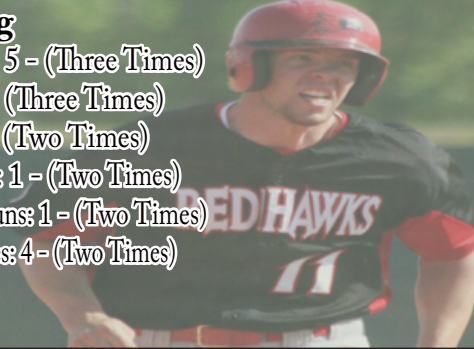 g
5 - (Three Times)
(Three Times)
(Two Times)
: 1 - (Two Times)
uns: 1 - (Two Times)
s: 4 - (Two Times)
REDHAWKS
11